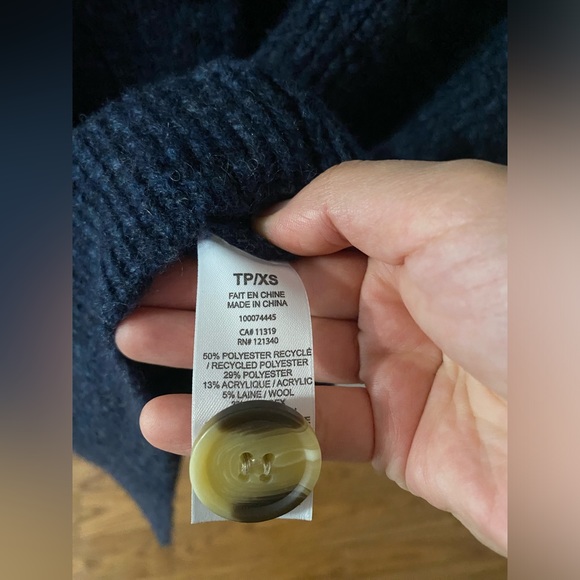 TP/XS
FAIT EN CHINE
MADE IN CHINA
100074445
CA# 11319
RN# 121340
50% POLYESTER RECYCLÉ
/ RECYCLED POLYESTER
29% POLYESTER
13% ACRYLIQUE / ACRYLIC
5% LAINE / WOOL